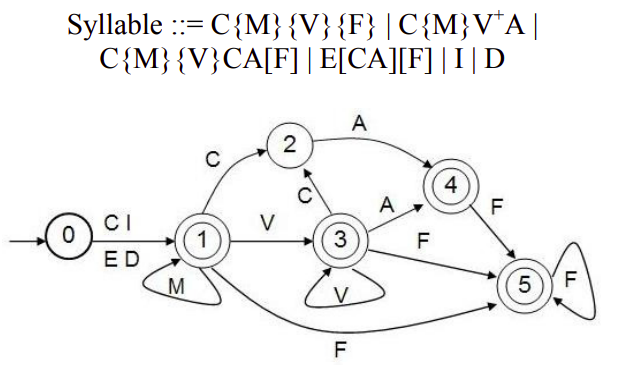 Syllable ::= C{M}{V}{F} | C{M}V⁺A |
C{M}{V}CA[F] | E[CA][F] | I | D
A
C
2
C
4
A
F
0
C I
E D
1
V
3
F
M
V
5
F
F